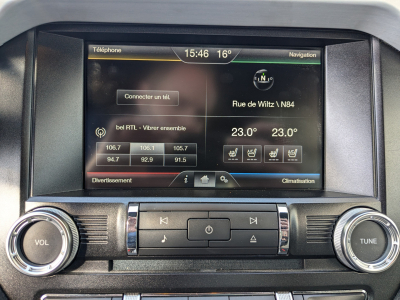 Téléphone
15:46 16°
Navigation
N
Connecter un tél.
Rue de Wiltz \ N84
bel RTL - Vibrer ensemble
23.0° 23.0°
106.7 106.1 105.7
94.7 92.9 91.5
Divertissement
Climatisation
VOL
TUNE